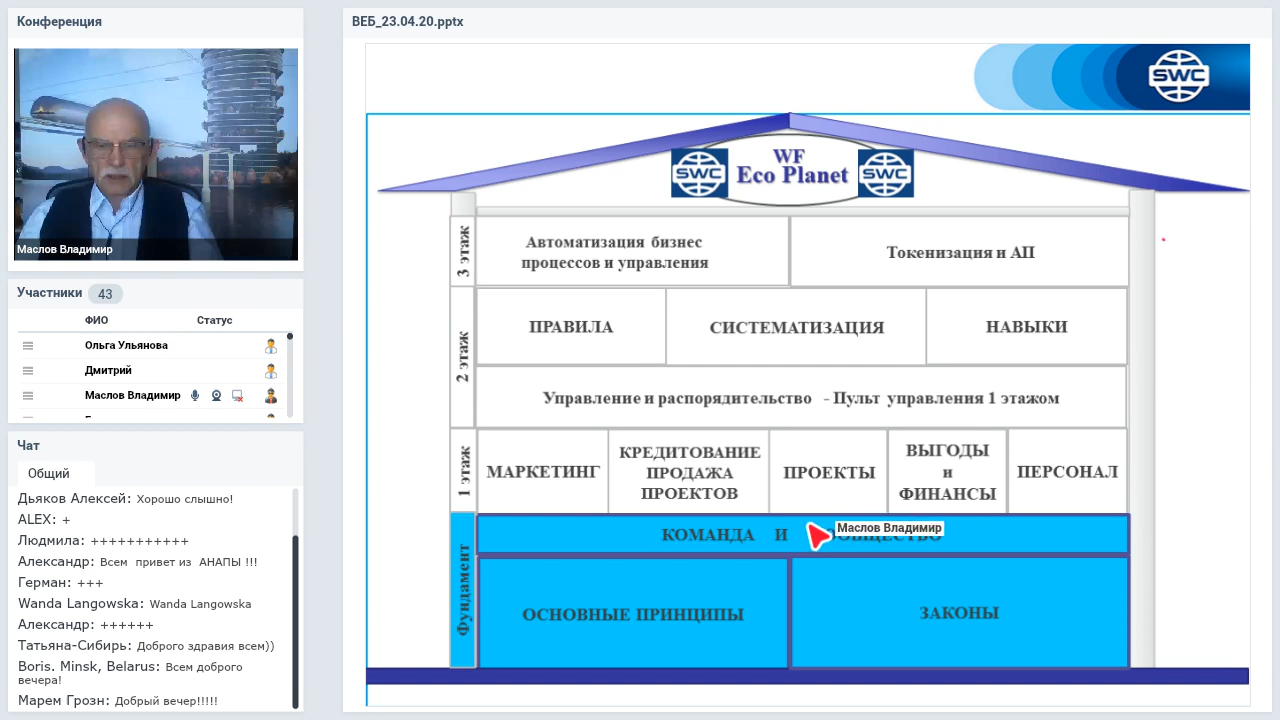 Конференция
Маслов Владимир
Участники 43
ФИО Статус
Ольга Ульянова
Дмитрий
Маслов Владимир
Чат
Общий
Дьяков Алексей: Хорошо слышно!
ALEX: +
Людмила: +++++++++++
Александр: Всем привет из АНАПЫ !!!
Герман: +++
Wanda Langowska: Wanda Langowska
Александр: ++++++
Татьяна-Сибирь: Доброго здравия всем))
Boris. Minsk, Belarus: Всем доброго
вечера!
Марем Грозн: Добрый вечер!!!!!
ВЕБ_23.04.20.pptx
SWC
WF
SWC Eco Planet SWC
3 этаж
Автоматизация бизнес
процессов и управления
Токенизация и АП
2 этаж
ПРАВИЛА
СИСТЕМАТИЗАЦИЯ
НАВЫКИ
Управление и распорядительство - Пульт управления 1 этажом
1 этаж
МАРКЕТИНГ
КРЕДИТОВАНИЕ
ПРОДАЖА
ПРОЕКТОВ
ПРОЕКТЫ
ВЫГОДЫ
и
ФИНАНСЫ
ПЕРСОНАЛ
Фундамент
КОМАНДА И
Маслов Владимир
ОСНОВНЫЕ ПРИНЦИПЫ
ЗАКОНЫ